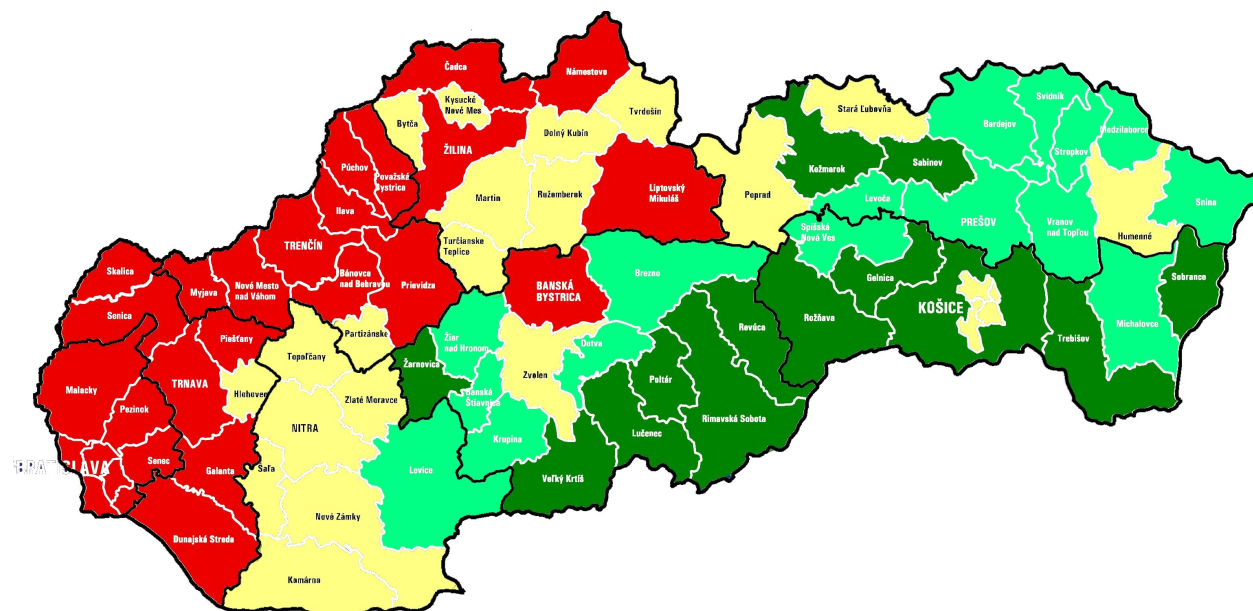 Čadca
Námestovo
Kysucké
Nové Mes
Bytča
Tvrdešín
Dolný Kubín
ŽILINA
Stará Ľubovňa
Svidník
Bardejov
Medzilaborce
Stropkov
Púchov
Považská
Bystrica
Kežmarok
Sabinov
Liptovský
Mikuláš
Poprad
Martin
Ružomberok
Ilava
Levoča
Snina
PREŠOV
Vranov
nad Topľou
Spišská
Nová Ves
Humenné
TRENČÍN
Turčianske
Teplice
Skalica
Bánovce
nad Bebravou
Prievidza
Brezno
Gelnica
Sobrance
Myjava
Nové Mesto
nad Váhom
BANSKÁ
BYSTRICA
KOŠICE
Senica
Rožňava
Partizánske
Revúca
Michalovce
Trebišov
Piešťany
Žiar
nad Hronom
Detva
Topoľčany
Žarnovica
Zvolen
Poltár
Malacky
TRNAVA
Hlohovec
Banská
Štiavnica
Zlaté Moravce
Pezinok
NITRA
Rimavská Sobota
Lučenec
Krupina
BRATISLAVA
Senec
Galanta
Šaľa
Levice
Veľký Krtíš
Nové Zámky
Dunajská Streda
Komárno